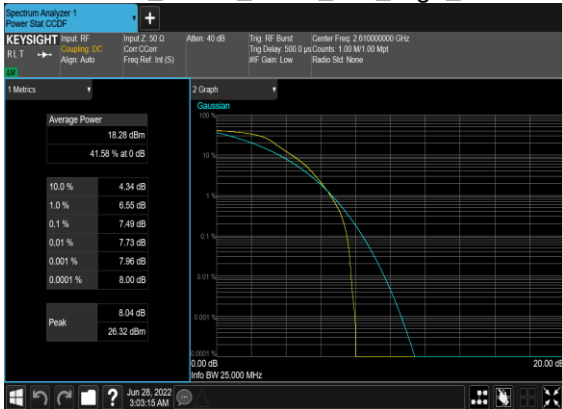 Spectrum Analyzer 1
Power Stat CCDF
KEYSIGHT
RLT
Input: RF
Coupling: DC
Align: Auto
Input Z: 50 Ω
Corr CCorr
Freq Ref: Int (S)
Atten: 40 dB
Trig: RF Burst
Trig Delay: 500.0 µs
#IF Gain: Low
Center Freq: 2.610000000 GHz
Counts: 1.00 M/1.00 Mpt
Radio Std: None
1 Metrics
Average Power
18.28 dBm
41.58 % at 0 dB
10.0 % 4.34 dB
1.0 % 6.55 dB
0.1 % 7.49 dB
0.01 % 7.73 dB
0.001 % 7.96 dB
0.0001 % 8.00 dB
Peak
8.04 dB
26.32 dBm
2 Graph
Gaussian
100 %
10 %
1 %
0.1 %
0.01 %
0.001 %
0.0001 %
0.00 dB
20.00 dB
Info BW 25.000 MHz
Jun 28, 2022
3:03:15 AM